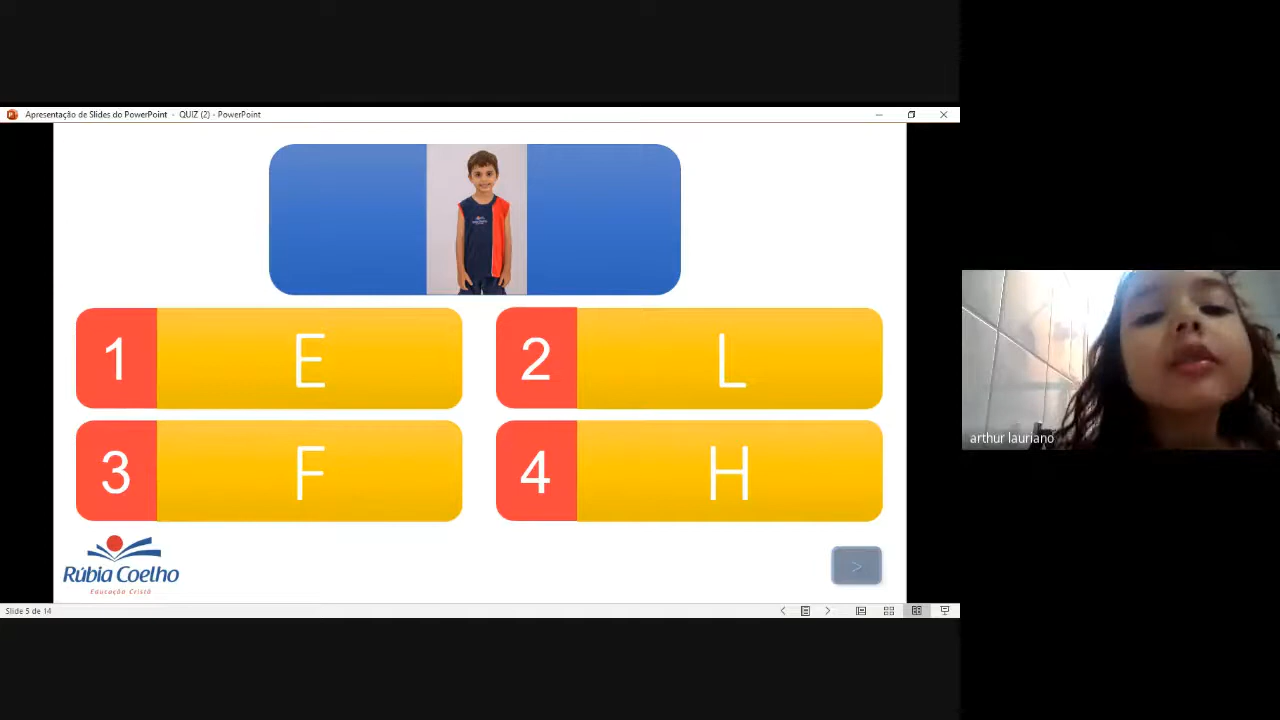 Apresentação de Slides do PowerPoint - QUIZ (2) - PowerPoint
1 E
2 L
3 F
4 H
Rúbia Coelho
Educação Cristã
>
Slide 5 de 14
arthur lauriano